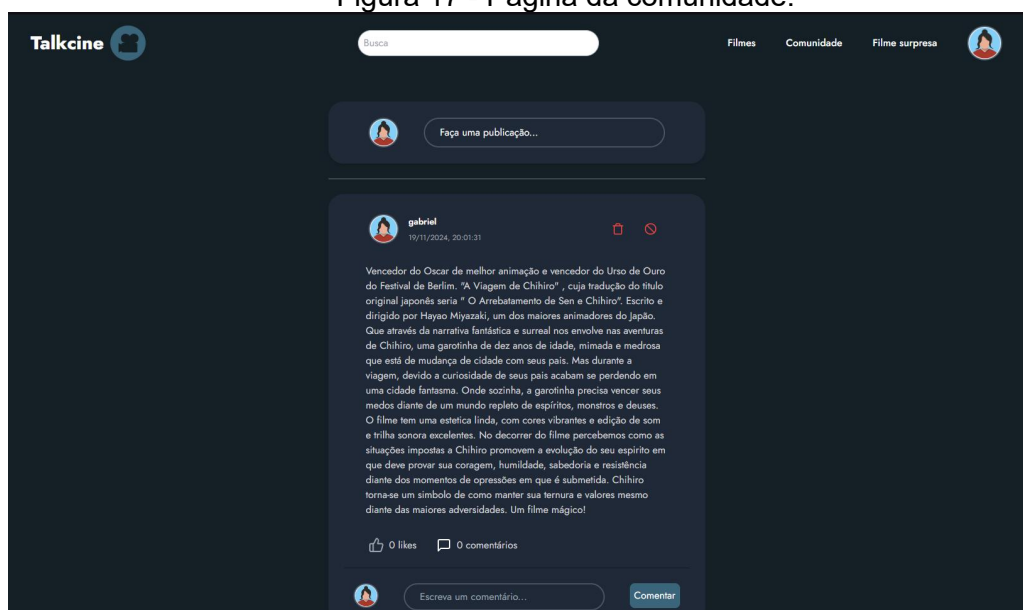 Figura 17 - Página da comunidade.
Talkcine
Busca
Filmes
Comunidade
Filme surpresa
Faça uma publicação...
gabriel
19/11/2024, 20:01:31
Vencedor do Oscar de melhor animação e vencedor do Urso de Ouro
do Festival de Berlim. "A Viagem de Chihiro" , cuja tradução do titulo
original japonês seria " O Arrebatamento de Sen e Chihiro". Escrito e
dirigido por Hayao Miyazaki, um dos maiores animadores do Japão.
Que através da narrativa fantástica e surreal nos envolve nas aventuras
de Chihiro, uma garotinha de dez anos de idade, mimada e medrosa
que está de mudança de cidade com seus pais. Mas durante a
viagem, devido a curiosidade de seus pais acabam se perdendo em
uma cidade fantasma. Onde sozinha, a garotinha precisa vencer seus
medos diante de um mundo repleto de espíritos, monstros e deuses.
O filme tem uma estetica linda, com cores vibrantes e edição de som
e trilha sonora excelentes. No decorrer do filme percebemos como as
situações impostas a Chihiro promovem a evolução do seu espirito em
que deve provar sua coragem, humildade, sabedoria e resistência
diante dos momentos de opressões em que é submetida. Chihiro
torna-se um simbolo de como manter sua ternura e valores mesmo
diante das maiores adversidades. Um filme mágico!
0 likes
0 comentários
Escreva um comentário...
Comentar